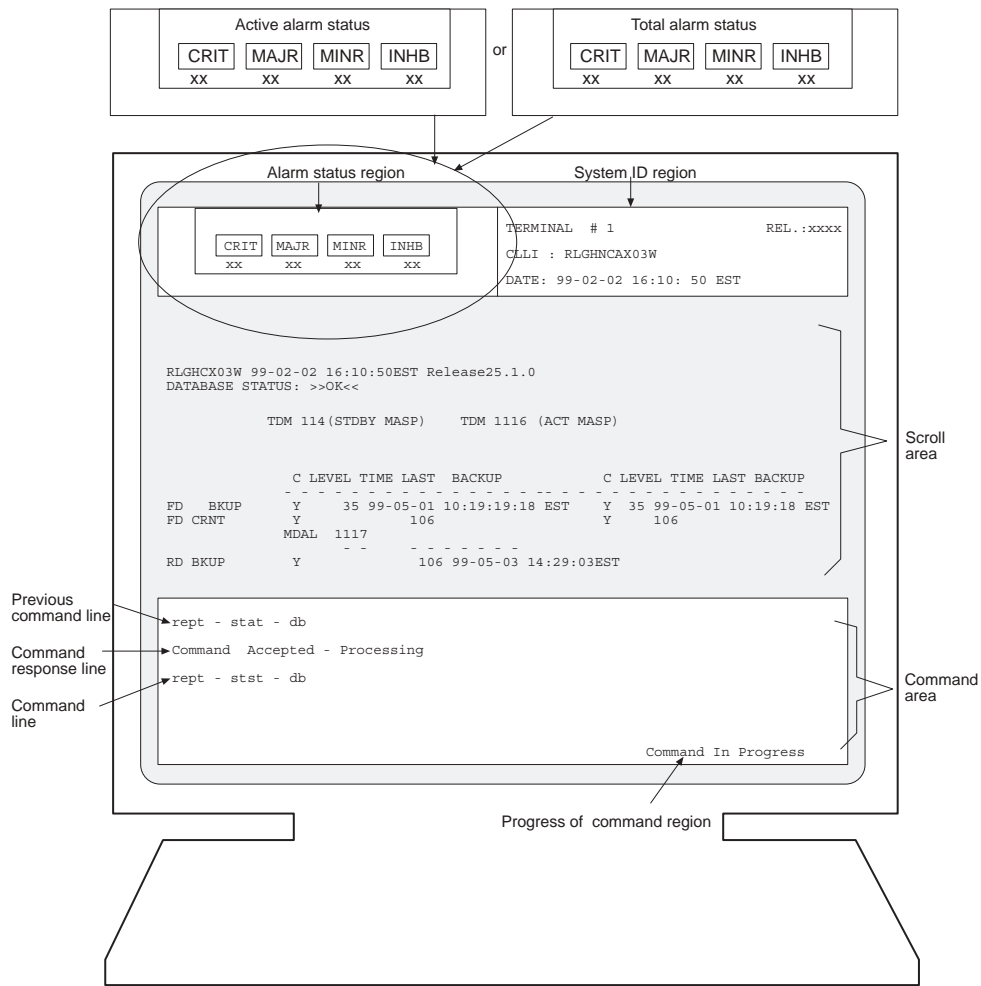 Active alarm status
CRIT MAJR MINR INHB
xx xx xx xx
or
Total alarm status
CRIT MAJR MINR INHB
xx xx xx xx
Alarm status region
System ID region
CRIT MAJR MINR INHB
xx xx xx xx
TERMINAL # 1 REL.:xxxx
CLLI : RLGHNCAX03W
DATE: 99-02-02 16:10: 50 EST
RLGHCX03W 99-02-02 16:10:50EST Release25.1.0
DATABASE STATUS: >>OK<<
TDM 114(STDBY MASP) TDM 1116 (ACT MASP)
C LEVEL TIME LAST BACKUP C LEVEL TIME LAST BACKUP
- - - - - - - - - - - - - - - - -- - - - - - - - - - - - - - - -
FD BKUP Y 35 99-05-01 10:19:19:18 EST Y 35 99-05-01 10:19:18 EST
FD CRNT Y 106 Y 106
MDAL 1117
- - - - - - - - -
RD BKUP Y 106 99-05-03 14:29:03EST
Scroll
area
Previous
command line
rept - stat - db
Command
response line
Command Accepted - Processing
Command
line
rept - stst - db
Command
area
Command In Progress
Progress of command region